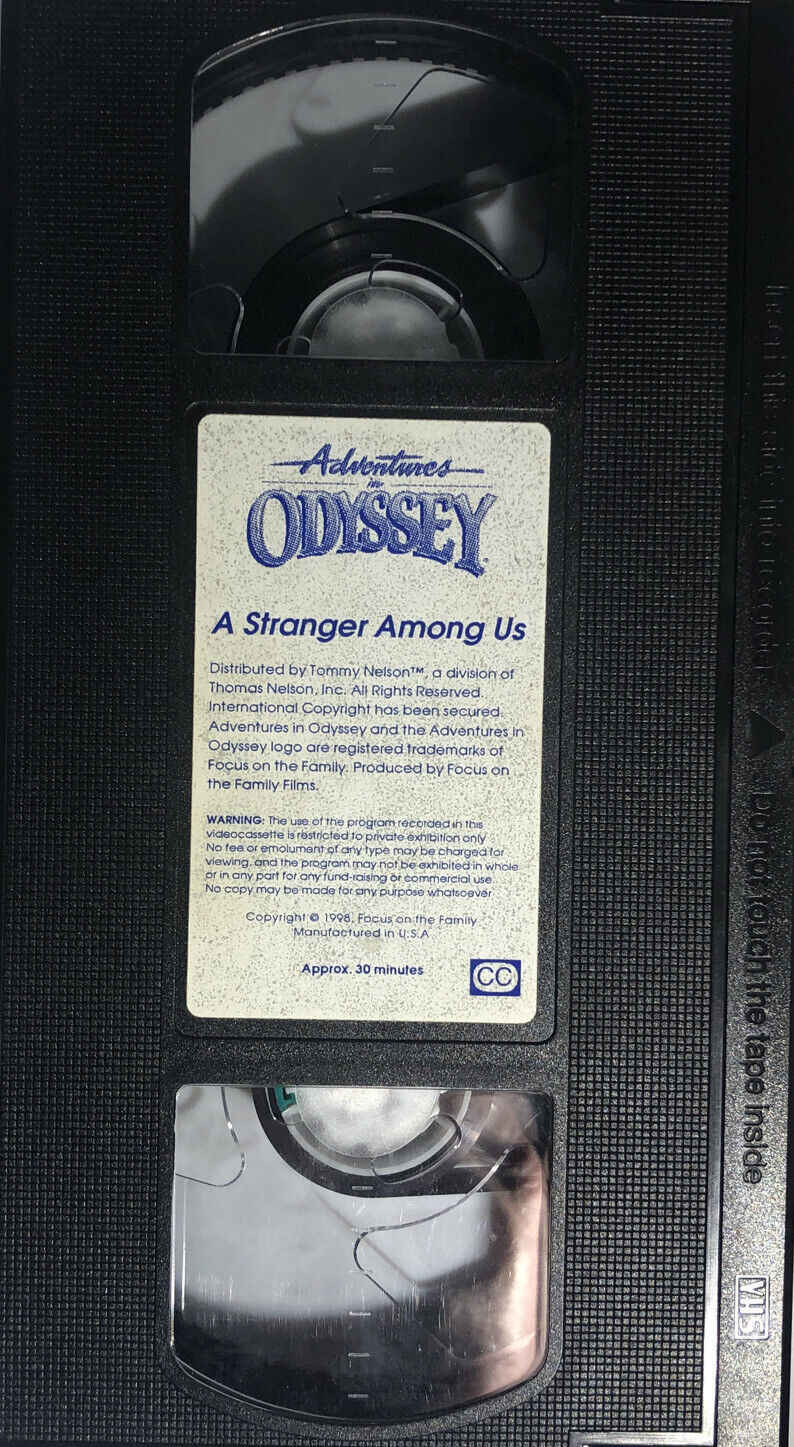 Adventures
in
ODYSSEY
A Stranger Among Us
Distributed by Tommy Nelson™, a division of
Thomas Nelson, Inc. All Rights Reserved.
International Copyright has been secured.
Adventures in Odyssey and the Adventures in
Odyssey logo are registered trademarks of
Focus on the Family. Produced by Focus on
the Family Films.
WARNING: The use of the program recorded in this
videocassette is restricted to private exhibition only
No fee or emolument of any type may be charged for
viewing, and the program may not be exhibited in whole
or in any part for any fund-raising or commercial use.
No copy may be made for any purpose whatsoever
Copyright © 1998, Focus on the Family.
Manufactured in U.S.A
Approx. 30 minutes
CC
Insert this side into recorder ▲ Do not touch the tape inside
VHS